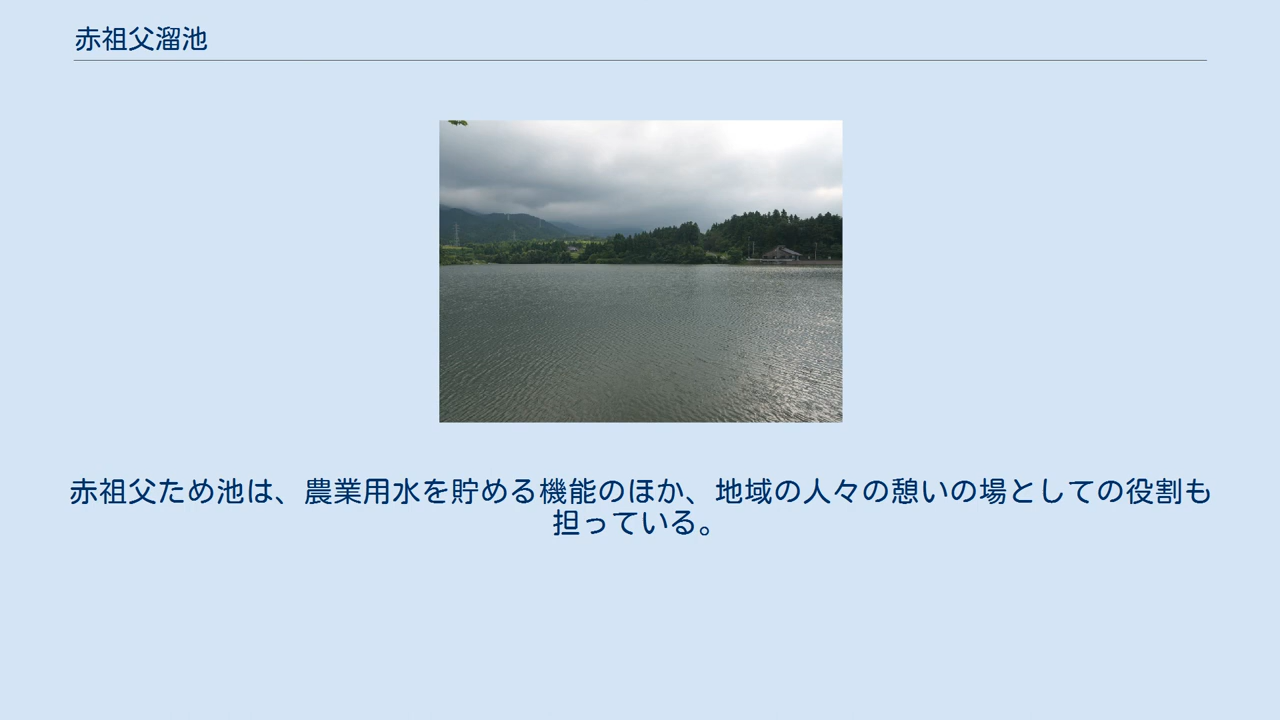 赤祖父溜池
赤祖父ため池は、農業用水を貯める機能のほか、地域の人々の憩いの場としての役割も
担っている。